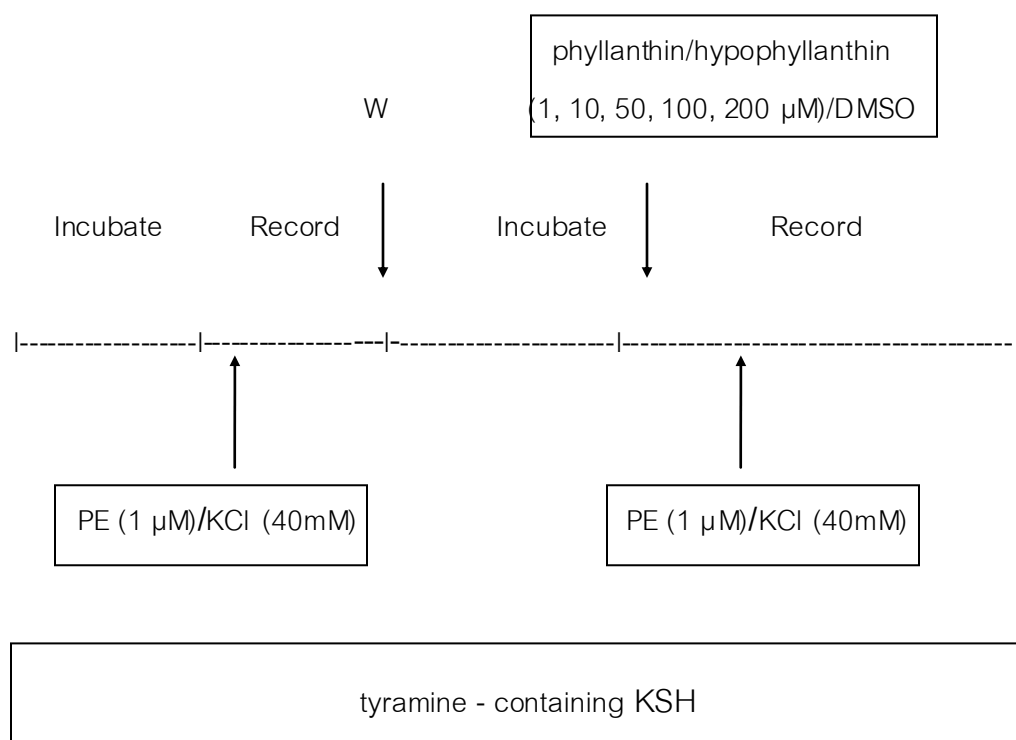 phyllanthin/hypophyllanthin
W (1, 10, 50, 100, 200 µM)/DMSO
Incubate Record Incubate Record
PE (1 µM)/KCl (40mM) PE (1 µM)/KCl (40mM)
tyramine - containing KSH